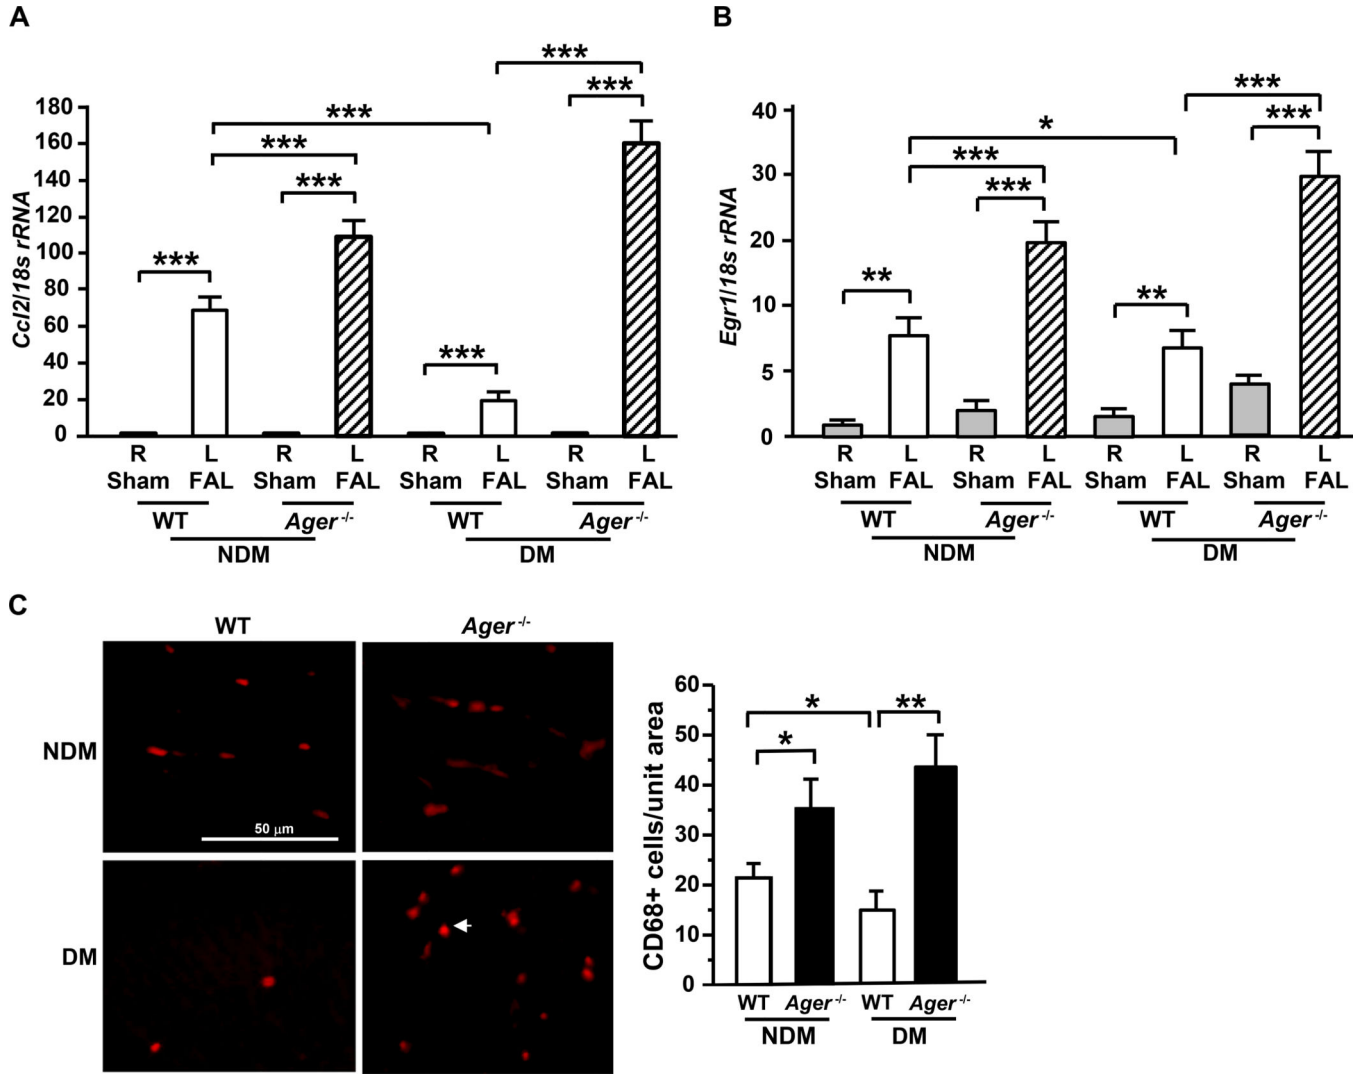 A
Ccl2/18s rRNA
180
160
140
120
100
80
60
40
20
0
***
***
***
***
***
***
***
R L R L R L R L
Sham FAL Sham FAL Sham FAL Sham FAL
WT Ager -/- WT Ager -/-
NDM DM
B
Egr1/18s rRNA
40
30
20
10
5
0
**
***
***
*
**
***
***
R L R L R L R L
Sham FAL Sham FAL Sham FAL Sham FAL
WT Ager -/- WT Ager -/-
NDM DM
C
WT Ager -/-
NDM
50 µm
DM
CD68+ cells/unit area
60
50
40
30
20
10
0
*
*
**
WT Ager -/- WT Ager -/-
NDM DM